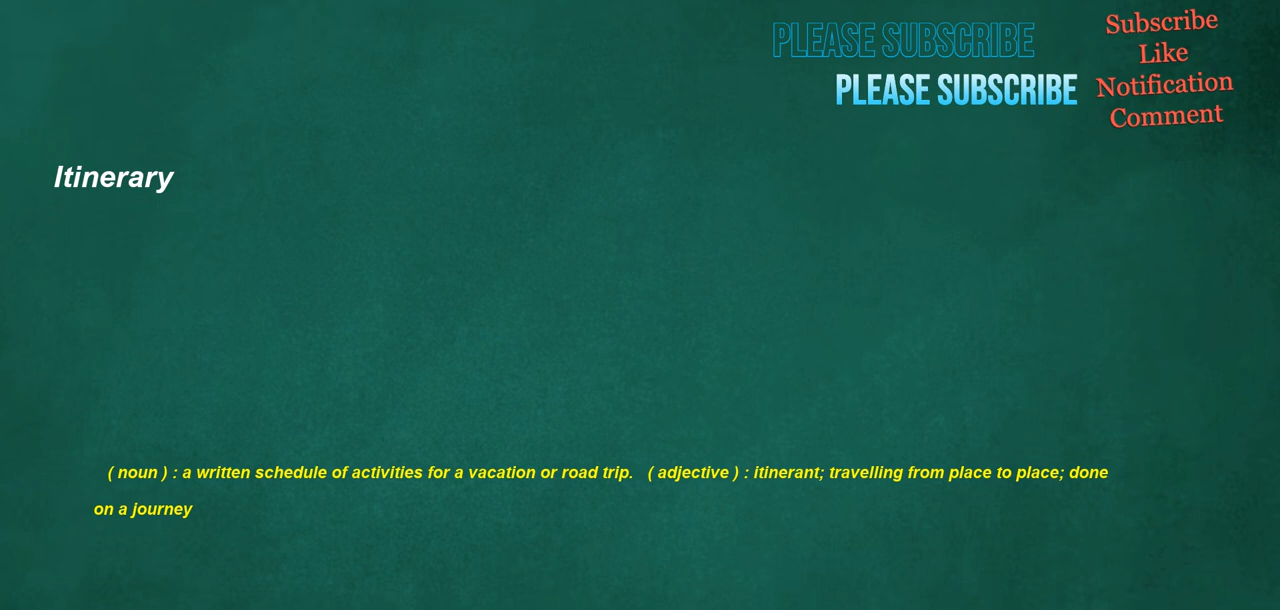 PLEASE SUBSCRIBE
PLEASE SUBSCRIBE
Subscribe
Like
Notification
Comment
Itinerary
( noun ) : a written schedule of activities for a vacation or road trip. ( adjective ) : itinerant; travelling from place to place; done
on a journey